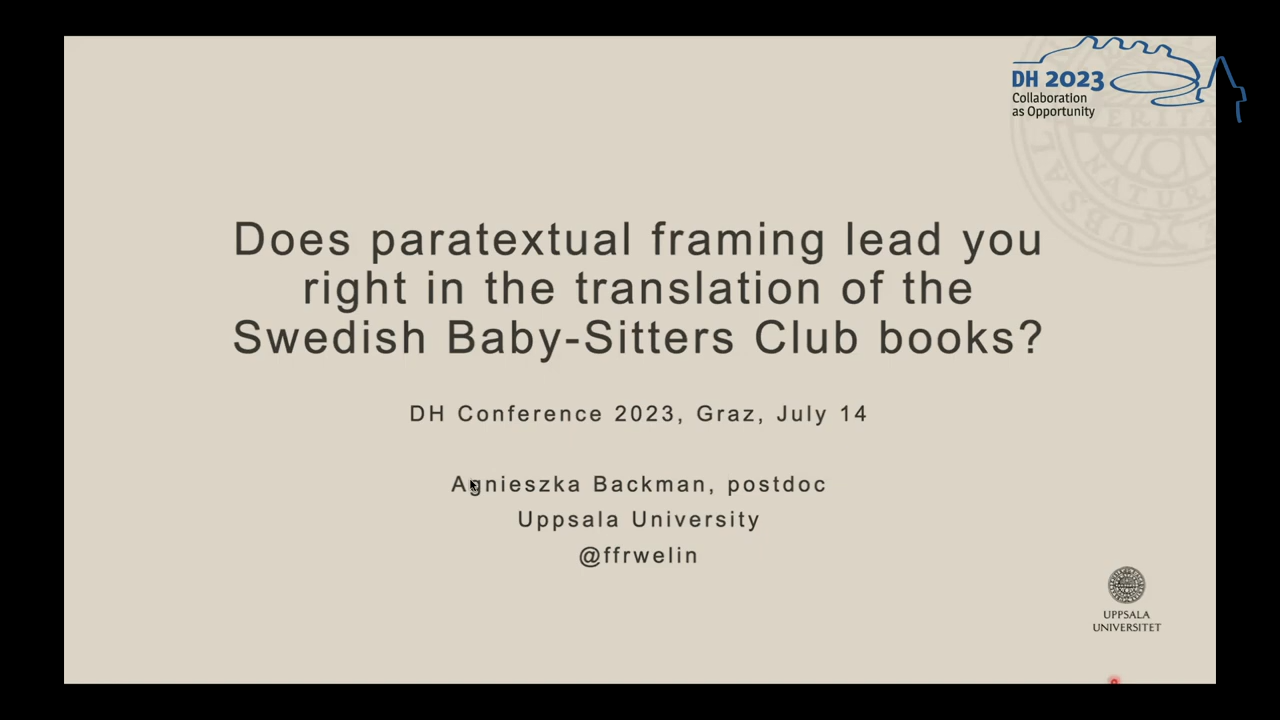 DH 2023
Collaboration
as Opportunity
Does paratextual framing lead you
right in the translation of the
Swedish Baby-Sitters Club books?
DH Conference 2023, Graz, July 14
Agnieszka Backman, postdoc
Uppsala University
@ffrwelin
UPPSALA
UNIVERSITET